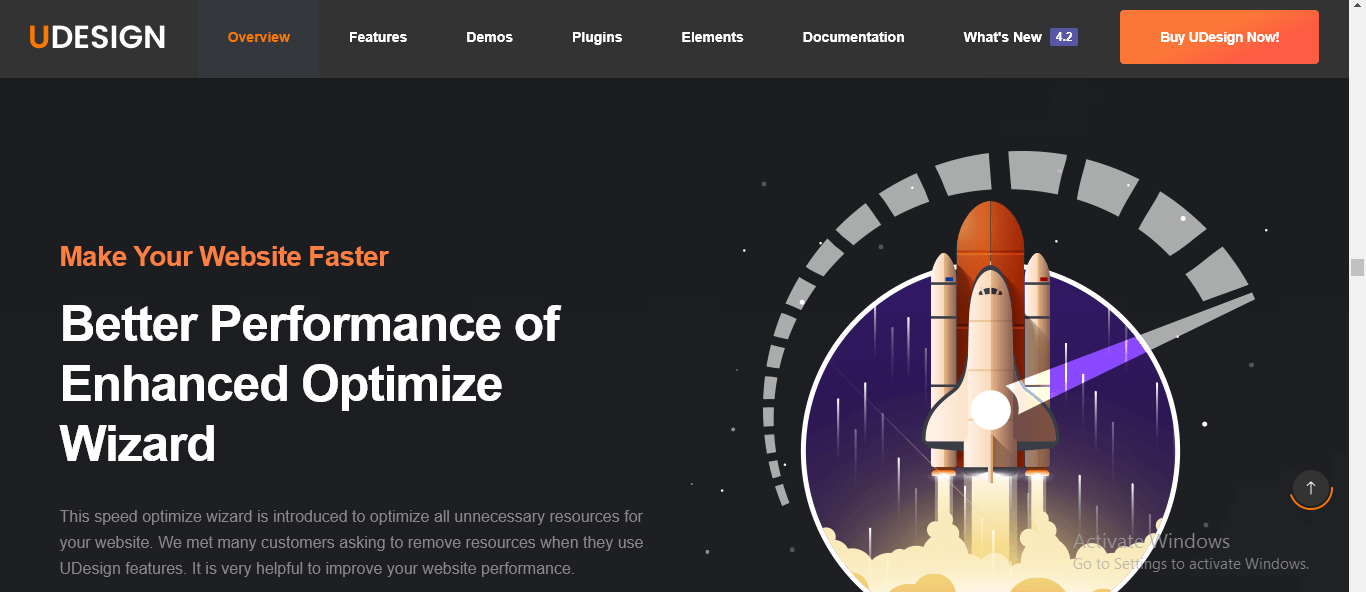 UDESIGN
Overview
Features
Demos
Plugins
Elements
Documentation
What's New 4.2
Buy UDesign Now!
Make Your Website Faster
Better Performance of
Enhanced Optimize
Wizard
This speed optimize wizard is introduced to optimize all unnecessary resources for
your website. We met many customers asking to remove resources when they use
UDesign features. It is very helpful to improve your website performance.
Activate Windows
Go to Settings to activate Windows.